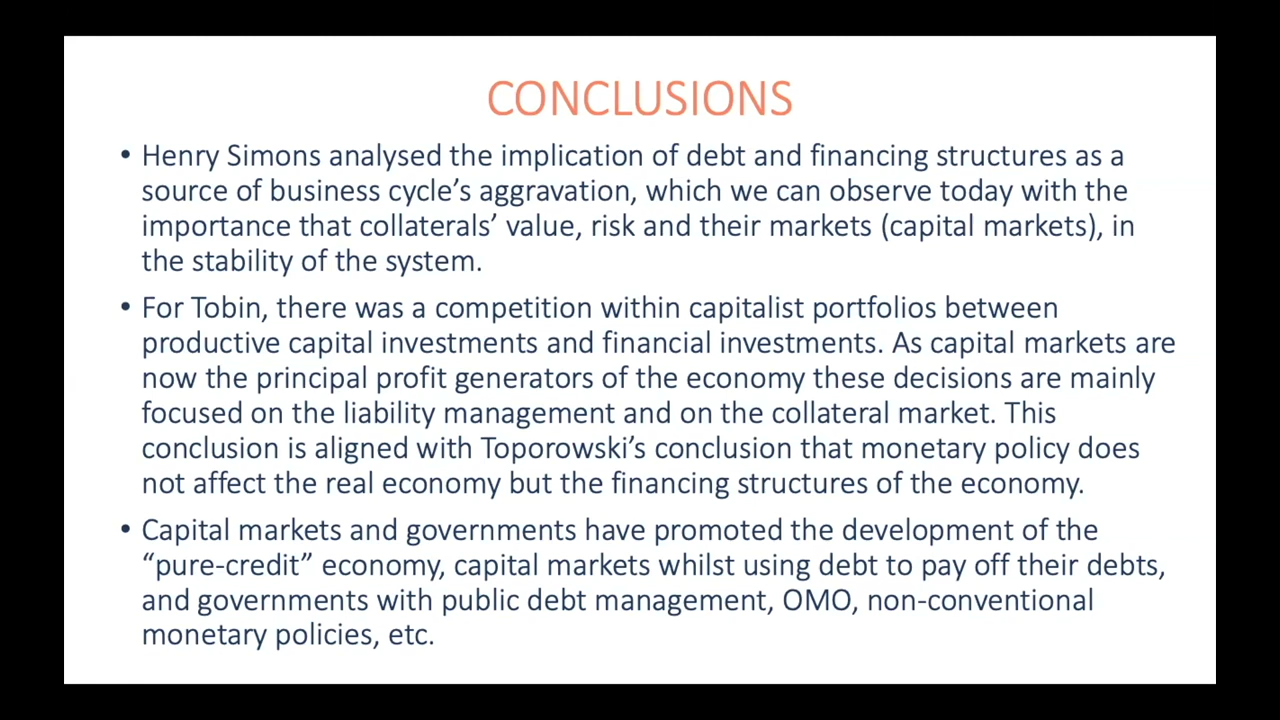 CONCLUSIONS
• Henry Simons analysed the implication of debt and financing structures as a
source of business cycle’s aggravation, which we can observe today with the
importance that collaterals’ value, risk and their markets (capital markets), in
the stability of the system.
• For Tobin, there was a competition within capitalist portfolios between
productive capital investments and financial investments. As capital markets are
now the principal profit generators of the economy these decisions are mainly
focused on the liability management and on the collateral market. This
conclusion is aligned with Toporowski’s conclusion that monetary policy does
not affect the real economy but the financing structures of the economy.
• Capital markets and governments have promoted the development of the
“pure-credit” economy, capital markets whilst using debt to pay off their debts,
and governments with public debt management, OMO, non-conventional
monetary policies, etc.